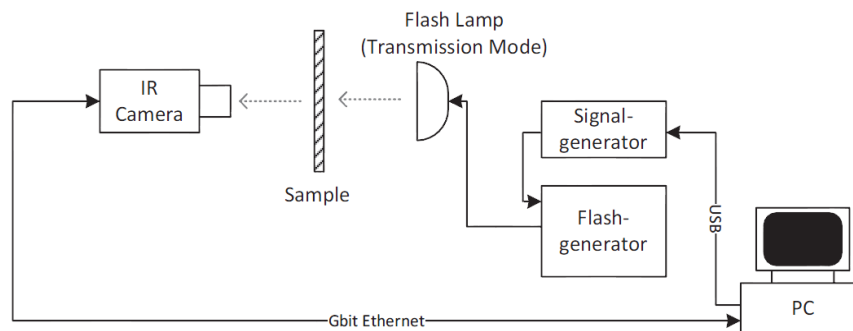 Flash Lamp
(Transmission Mode)
IR
Camera
Signal-
generator
Sample
Flash-
generator
USB
PC
Gbit Ethernet